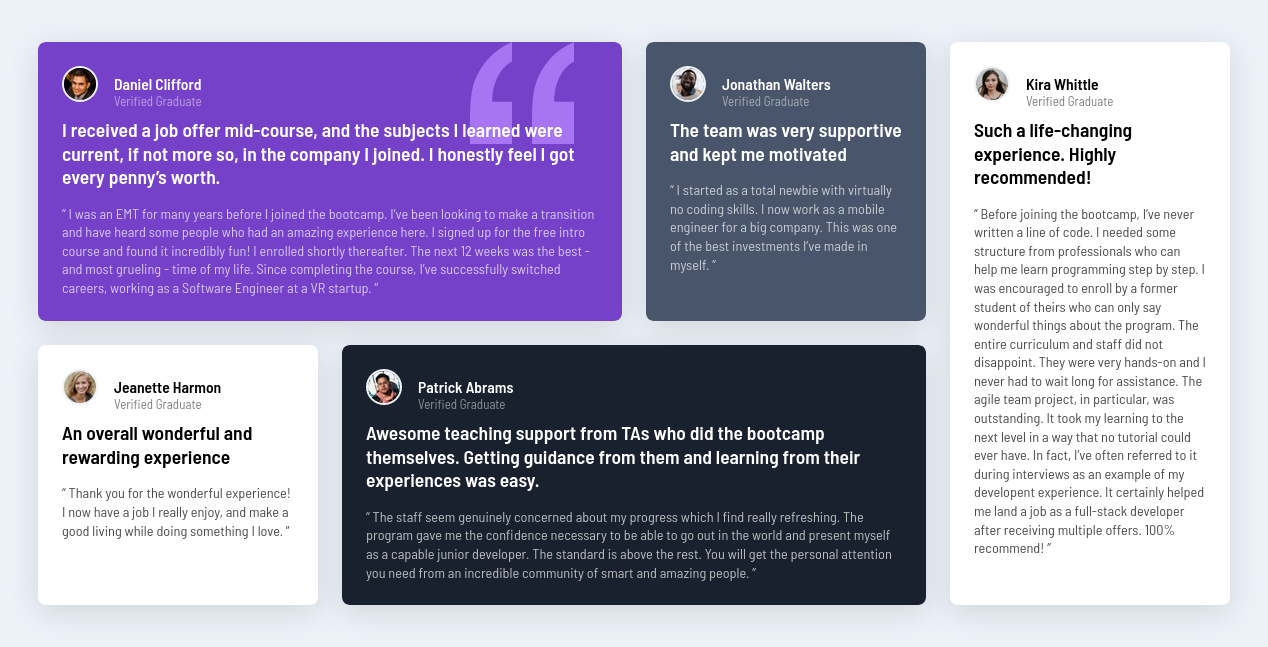 Daniel Clifford
Verified Graduate
I received a job offer mid-course, and the subjects I learned were
current, if not more so, in the company I joined. I honestly feel I got
every penny’s worth.
“ I was an EMT for many years before I joined the bootcamp. I’ve been looking to make a transition
and have heard some people who had an amazing experience here. I signed up for the free intro
course and found it incredibly fun! I enrolled shortly thereafter. The next 12 weeks was the best -
and most grueling - time of my life. Since completing the course, I’ve successfully switched
careers, working as a Software Engineer at a VR startup. ”
Jonathan Walters
Verified Graduate
The team was very supportive
and kept me motivated
“ I started as a total newbie with virtually
no coding skills. I now work as a mobile
engineer for a big company. This was one
of the best investments I’ve made in
myself. ”
Kira Whittle
Verified Graduate
Such a life-changing
experience. Highly
recommended!
“ Before joining the bootcamp, I’ve never
written a line of code. I needed some
structure from professionals who can
help me learn programming step by step. I
was encouraged to enroll by a former
student of theirs who can only say
wonderful things about the program. The
entire curriculum and staff did not
disappoint. They were very hands-on and I
never had to wait long for assistance. The
agile team project, in particular, was
outstanding. It took my learning to the
next level in a way that no tutorial could
ever have. In fact, I’ve often referred to it
during interviews as an example of my
developent experience. It certainly helped
me land a job as a full-stack developer
after receiving multiple offers. 100%
recommend! ”
Jeanette Harmon
Verified Graduate
An overall wonderful and
rewarding experience
“ Thank you for the wonderful experience!
I now have a job I really enjoy, and make a
good living while doing something I love. ”
Patrick Abrams
Verified Graduate
Awesome teaching support from TAs who did the bootcamp
themselves. Getting guidance from them and learning from their
experiences was easy.
“ The staff seem genuinely concerned about my progress which I find really refreshing. The
program gave me the confidence necessary to be able to go out in the world and present myself
as a capable junior developer. The standard is above the rest. You will get the personal attention
you need from an incredible community of smart and amazing people. ”